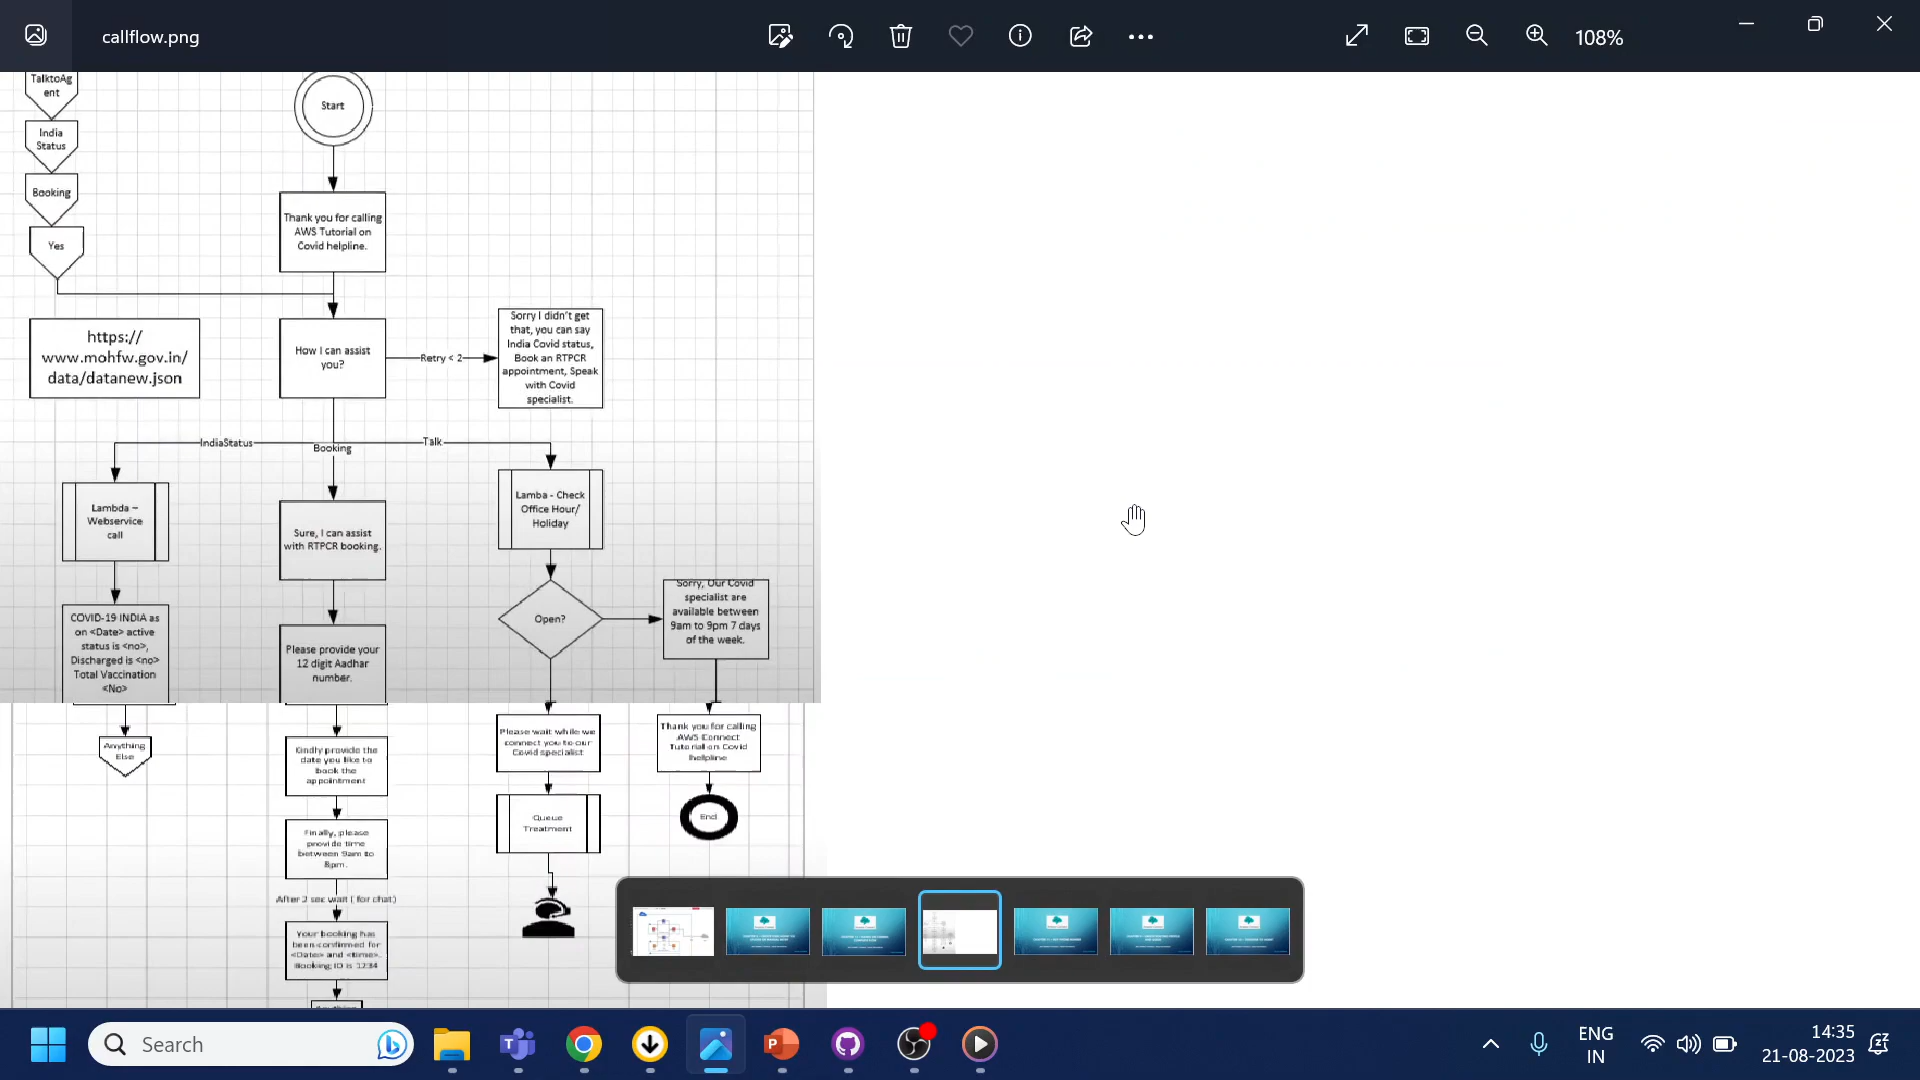 callflow.png
108%
TalktoAg
ent
India
Status
Booking
Yes
Start
Thank you for calling
AWS Tutorial on
Covid helpline.
https://
www.mohfw.gov.in/
data/datanew.json
How I can assist
you?
Retry < 2
Sorry I didn't get
that, you can say
India Covid status,
Book an RTPCR
appointment, Speak
with Covid
specialist.
IndiaStatus
Booking
Talk
Lambda –
Webservice
call
Sure, I can assist
with RTPCR booking.
Lamba - Check
Office Hour/
Holiday
COVID-19 INDIA as
on <Date> active
status is <no>,
Discharged is <no>
Total Vaccination
<No>
Please provide your
12 digit Aadhar
number.
Open?
Sorry, Our Covid
specialist are
available between
9am to 9pm 7 days
of the week.
Anything
Else
Kindly provide the
date you like to
book the
appointment
Please wait while we
connect you to our
Covid specialist
Thank you for calling
AWS Connect
Tutorial on Covid
helpline
Finally, please
provide time
between 9am to
8pm.
Queue
Treatment
End
After 2 sec wait ( for chat)
Your booking has
been confirmed for
<Date> and <time>.
Booking ID is 1234
Search
ENG
IN
14:35
21-08-2023